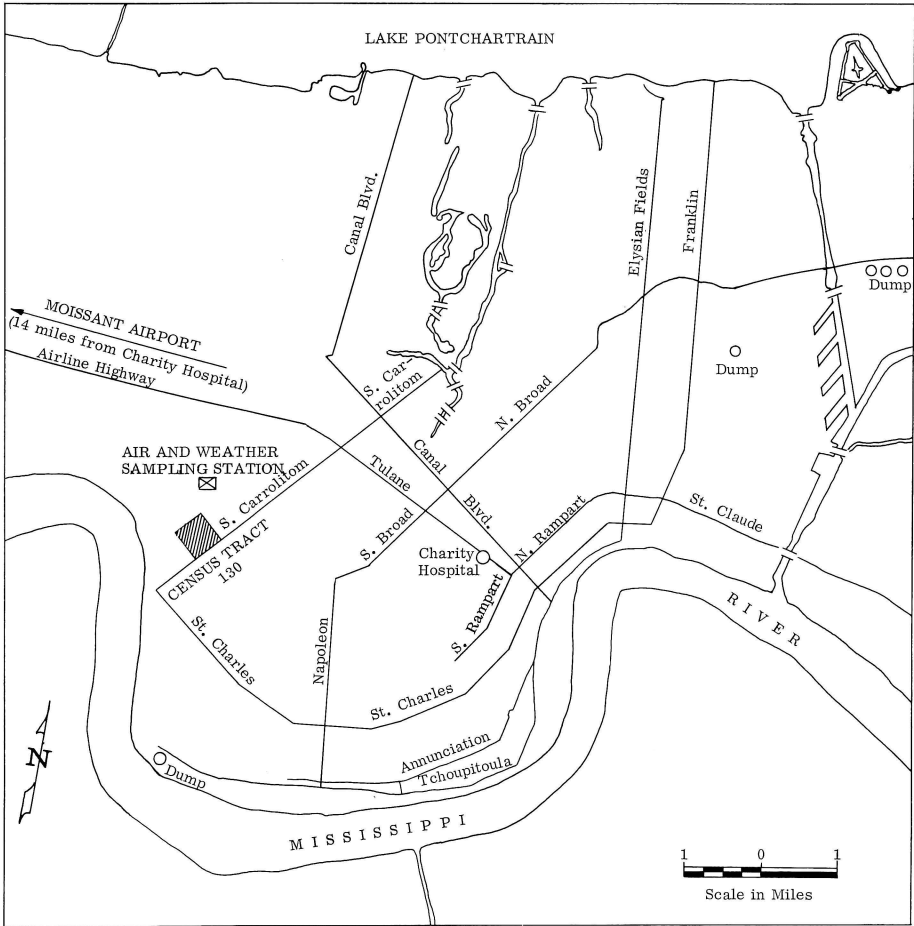 LAKE PONTCHARTRAIN
Canal Blvd.
Elysian Fields
Franklin
Dump
MOISSANT AIRPORT
(14 miles from Charity Hospital)
Airline Highway
S. Car-
rolitom
N. Broad
Dump
AIR AND WEATHER
SAMPLING STATION
S. Carrolitom
Tulane
Canal
Blvd.
S. Broad
N. Rampart
St. Claude
CENSUS TRACT
130
Charity
Hospital
S. Rampart
RIVER
St. Charles
Napoleon
St. Charles
N
Annunciation
Tchoupitoula
Dump
MISSISSIPPI
1 0 1
Scale in Miles